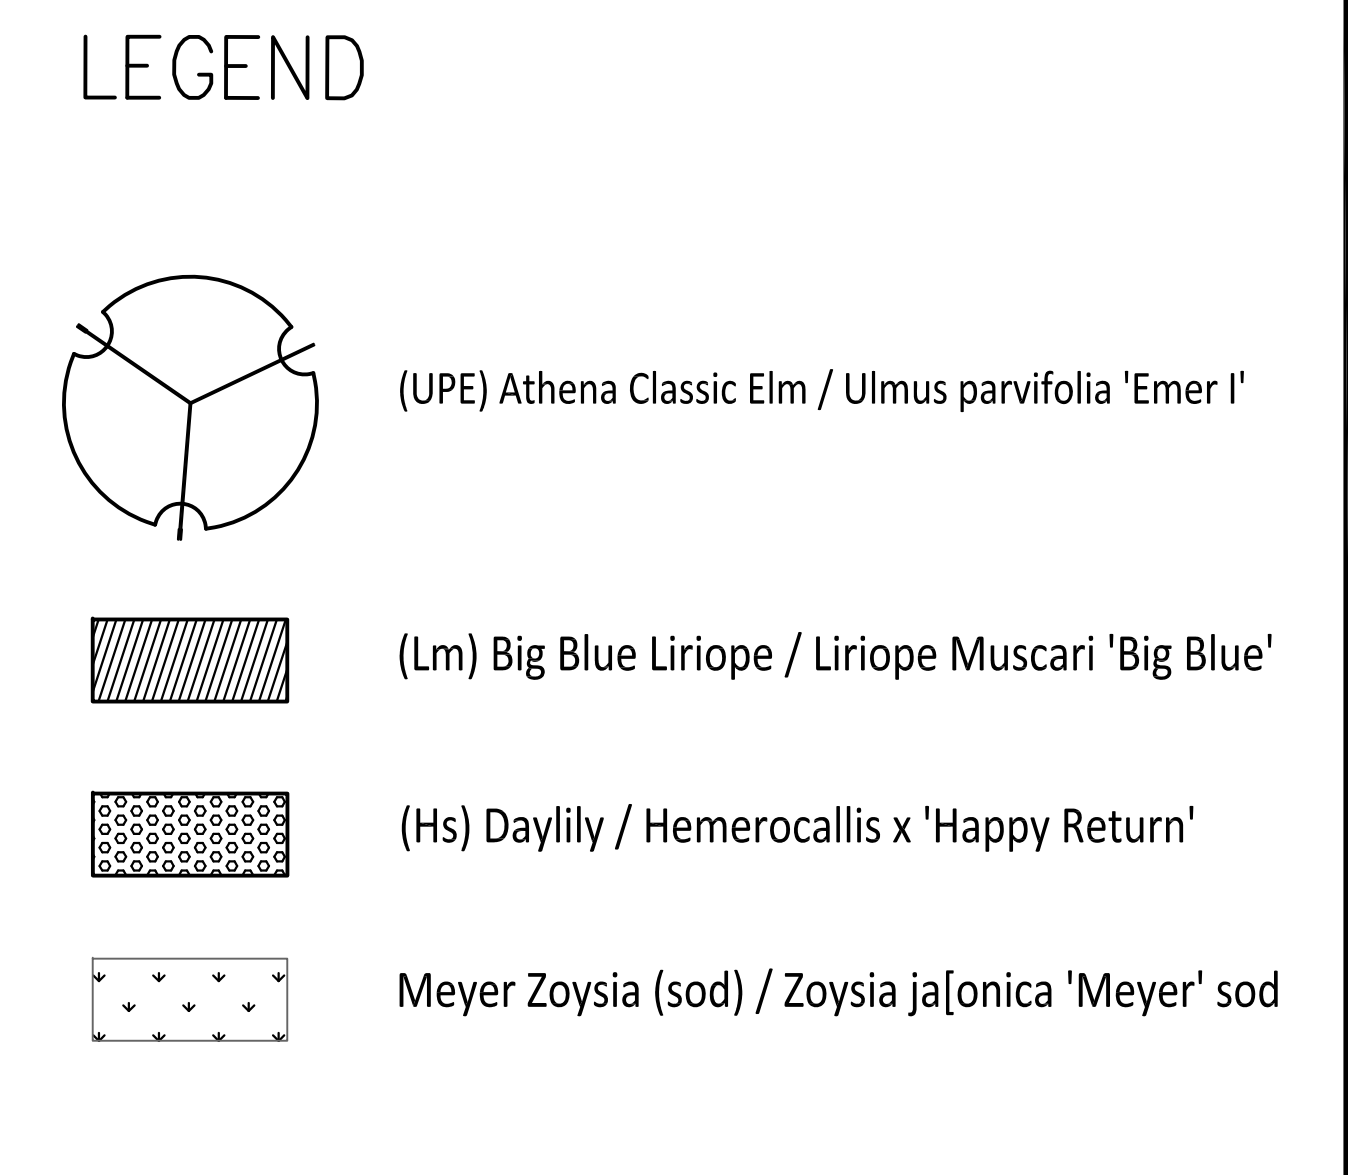 LEGEND
(UPE) Athena Classic Elm / Ulmus parvifolia 'Emer I'
(Lm) Big Blue Liriope / Liriope Muscari 'Big Blue'
(Hs) Daylily / Hemerocallis x 'Happy Return'
Meyer Zoysia (sod) / Zoysia ja[onica 'Meyer' sod